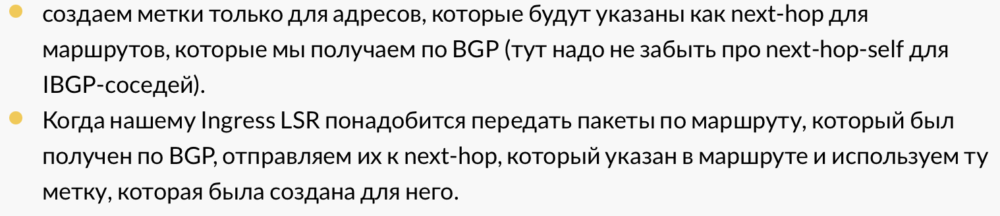 создаем метки только для адресов, которые будут указаны как next-hop для
маршрутов, которые мы получаем по BGP (тут надо не забыть про next-hop-self для
IBGP-соседей).
Когда нашему Ingress LSR понадобится передать пакеты по маршруту, который был
получен по BGP, отправляем их к next-hop, который указан в маршруте и используем ту
метку, которая была создана для него.